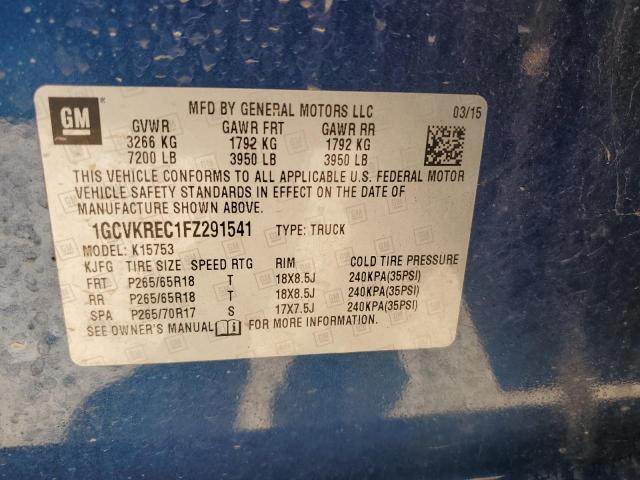 GM
MFD BY GENERAL MOTORS LLC 03/15
GVWR GAWR FRT GAWR RR
3266 KG 1792 KG 1792 KG
7200 LB 3950 LB 3950 LB
THIS VEHICLE CONFORMS TO ALL APPLICABLE U.S. FEDERAL MOTOR
VEHICLE SAFETY STANDARDS IN EFFECT ON THE DATE OF
MANUFACTURE SHOWN ABOVE.
1GCVKREC1FZ291541 TYPE: TRUCK
MODEL: K15753
KJFG TIRE SIZE SPEED RTG RIM COLD TIRE PRESSURE
FRT P265/65R18 T 18X8.5J 240KPA(35PSI)
RR P265/65R18 T 18X8.5J 240KPA(35PSI)
SPA P265/70R17 S 17X7.5J 240KPA(35PSI)
SEE OWNER'S MANUAL FOR MORE INFORMATION.